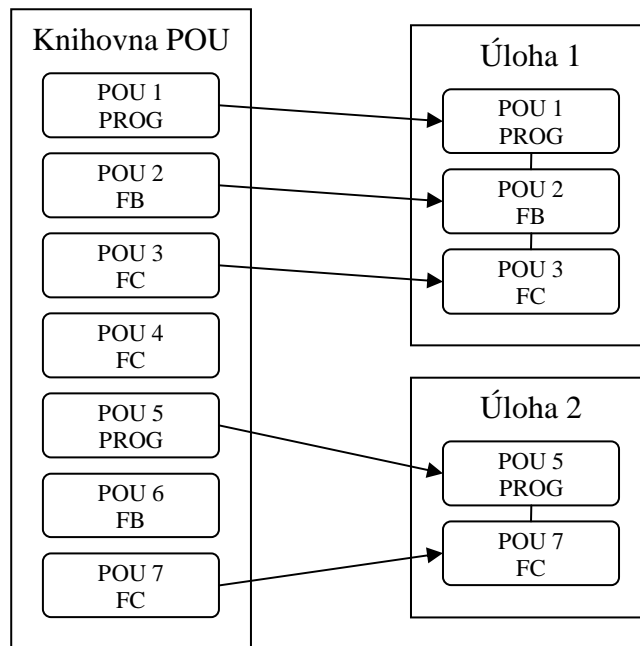 Knihovna POU
POU 1
PROG
POU 2
FB
POU 3
FC
POU 4
FC
POU 5
PROG
POU 6
FB
POU 7
FC
Úloha 1
POU 1
PROG
POU 2
FB
POU 3
FC
Úloha 2
POU 5
PROG
POU 7
FC